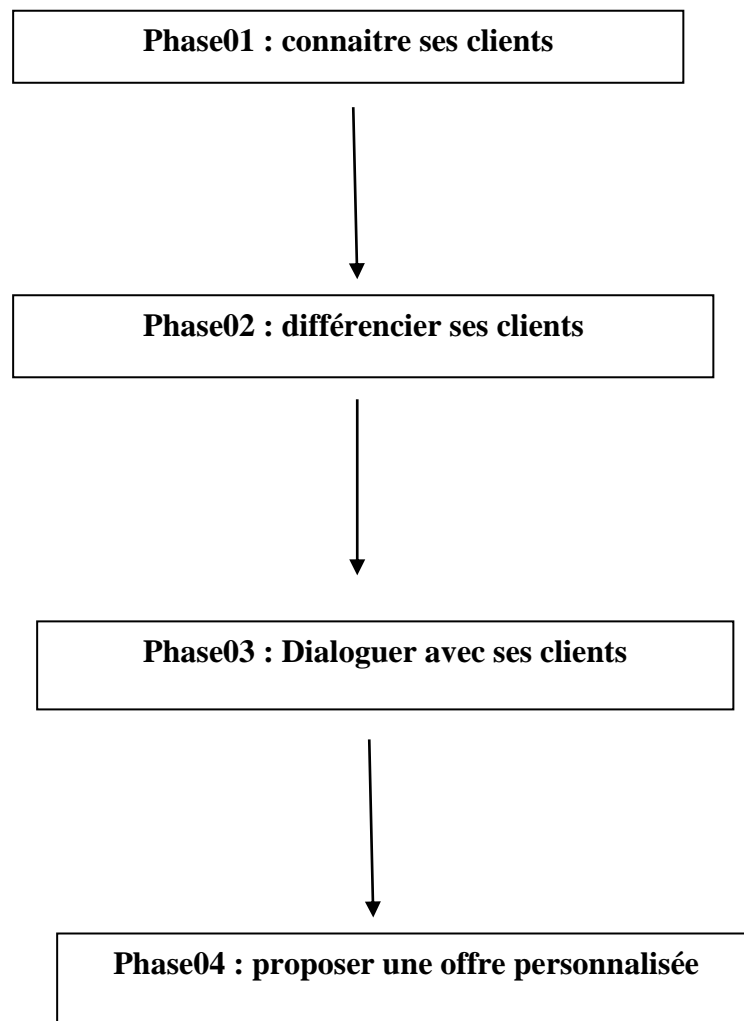 Phase01 : connaitre ses clients
Phase02 : différencier ses clients
Phase03 : Dialoguer avec ses clients
Phase04 : proposer une offre personnalisée